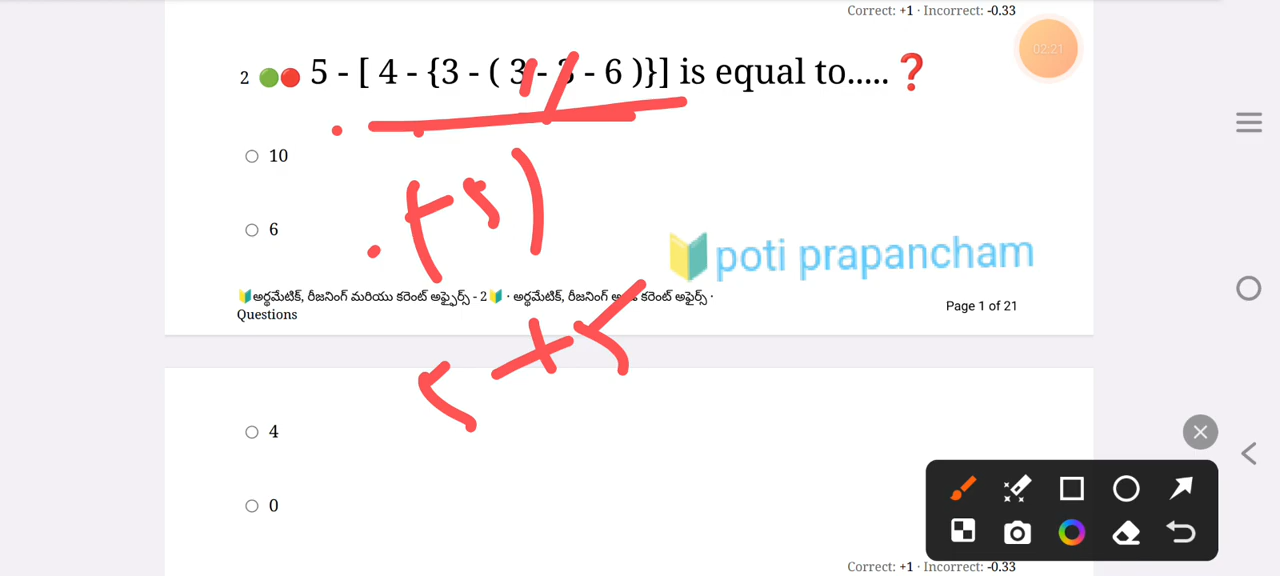 Correct: +1 · Incorrect: -0.33
02:21
2 🟢🔴 5 - [ 4 - {3 - ( 3 - 3 - 6 )}] is equal to.....❓
10
6
poti prapancham
🔰అర్థమేటిక్, రీజనింగ్ మరియు కరెంట్ అఫ్ఫైర్స్ - 2🔰 · అర్థమేటిక్, రీజనింగ్ కరెంట్ అఫైర్స్ ·
Questions
Page 1 of 21
4
0
Correct: +1 · Incorrect: -0.33